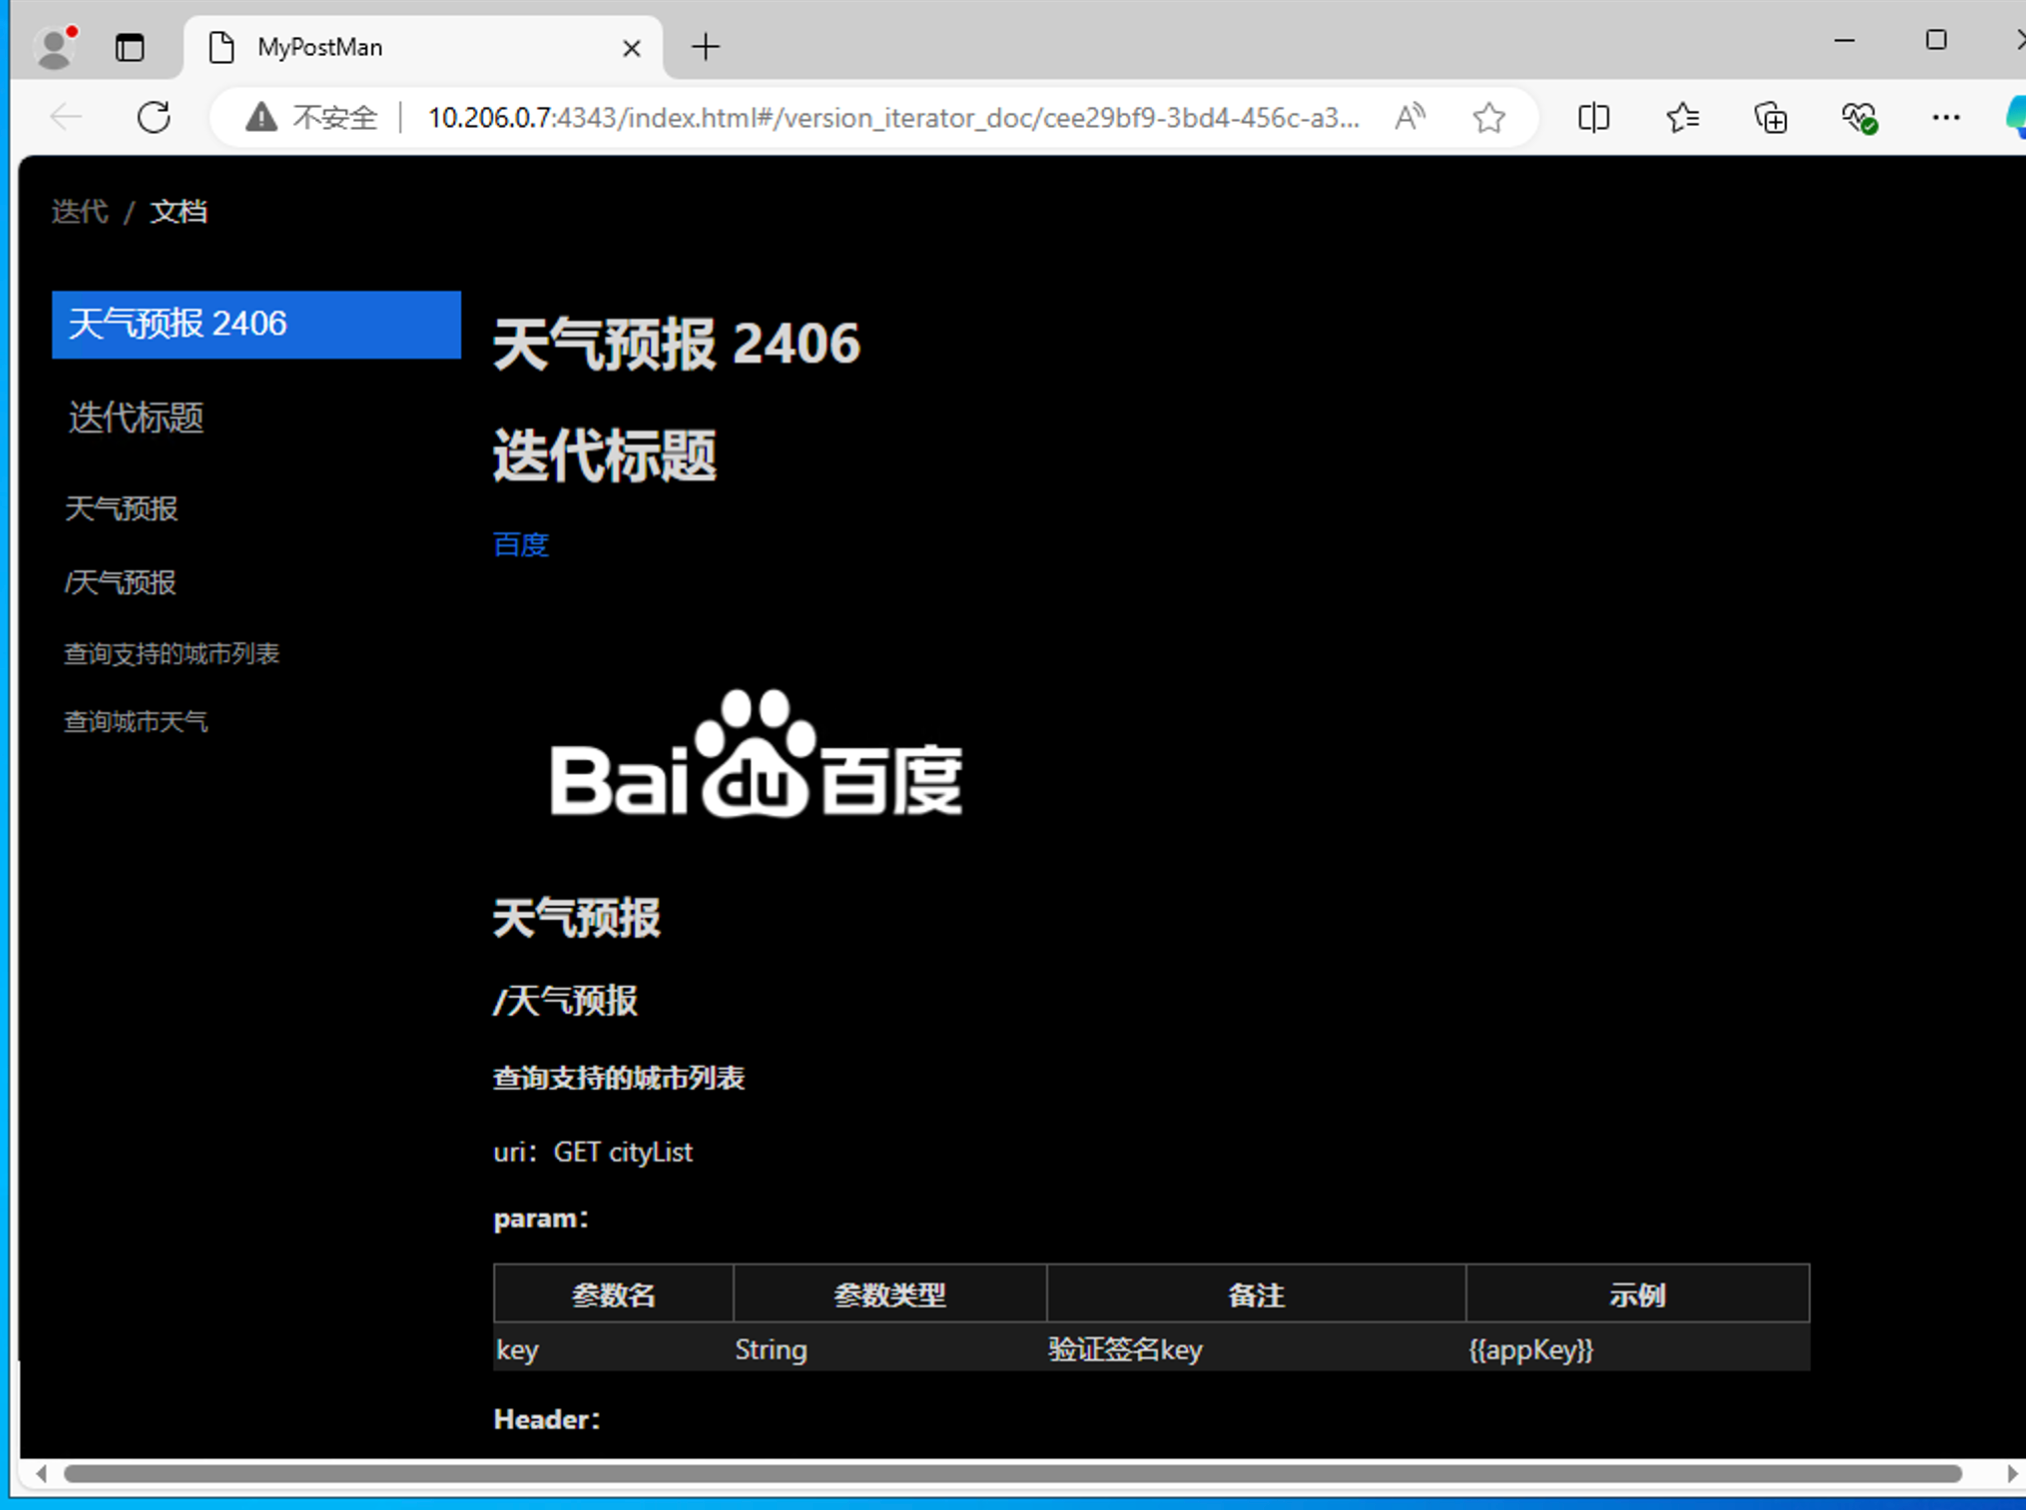 MyPostMan
不安全 10.206.0.7:4343/index.html#/version_iterator_doc/cee29bf9-3bd4-456c-a3...
迭代 / 文档
天气预报 2406
迭代标题
天气预报
/天气预报
查询支持的城市列表
查询城市天气
天气预报 2406
迭代标题
百度
Bai du 百度
天气预报
/天气预报
查询支持的城市列表
uri：GET cityList
param：
参数名 参数类型 备注 示例
key String 验证签名key {{appKey}}
Header：